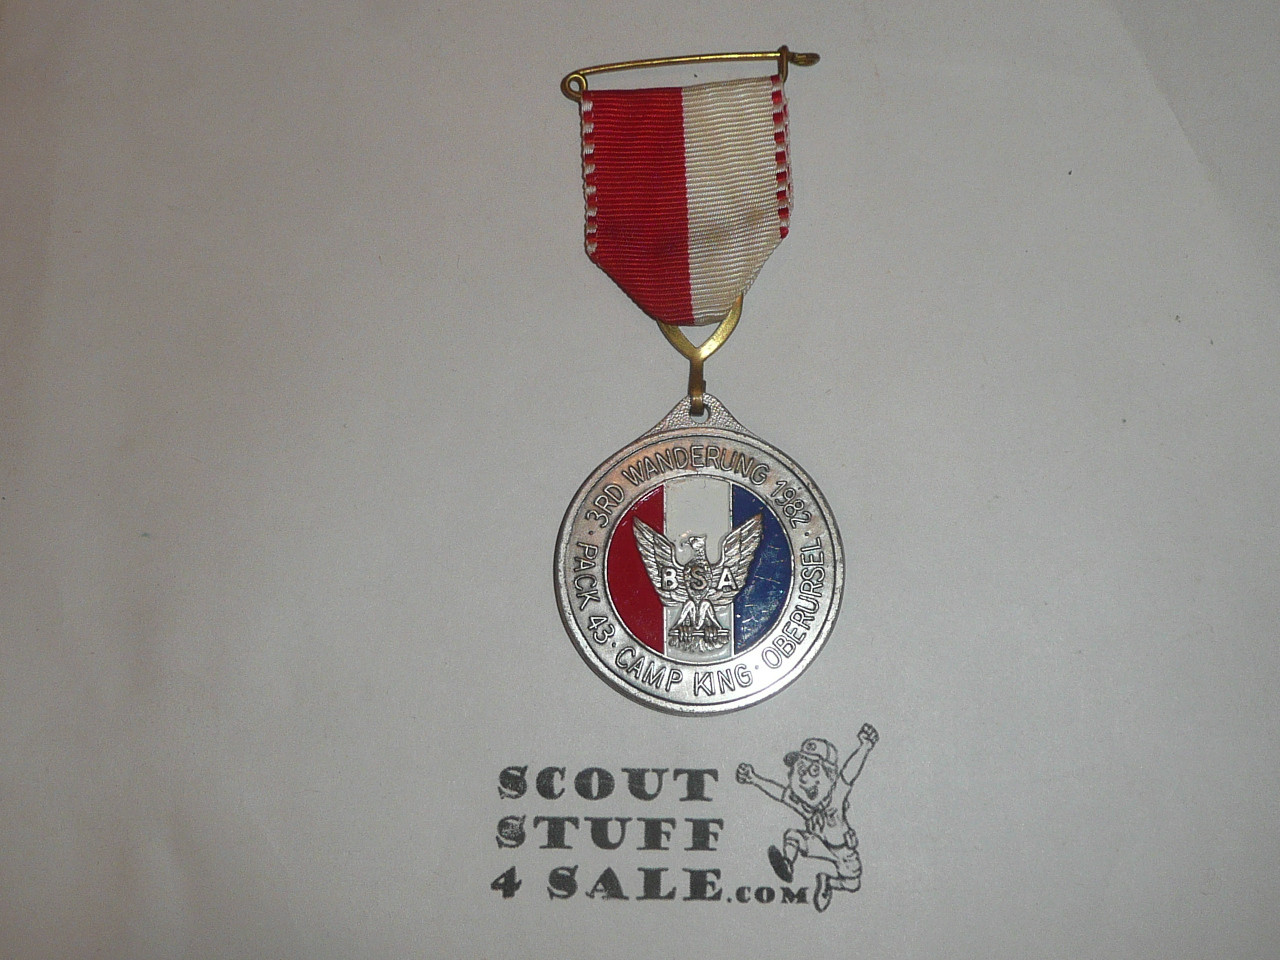 3RD WANDERUNG 1982 · OBERURSEL · CAMP KING · PACK 43 ·
BSA
SCOUT
STUFF
4 SALE.COM